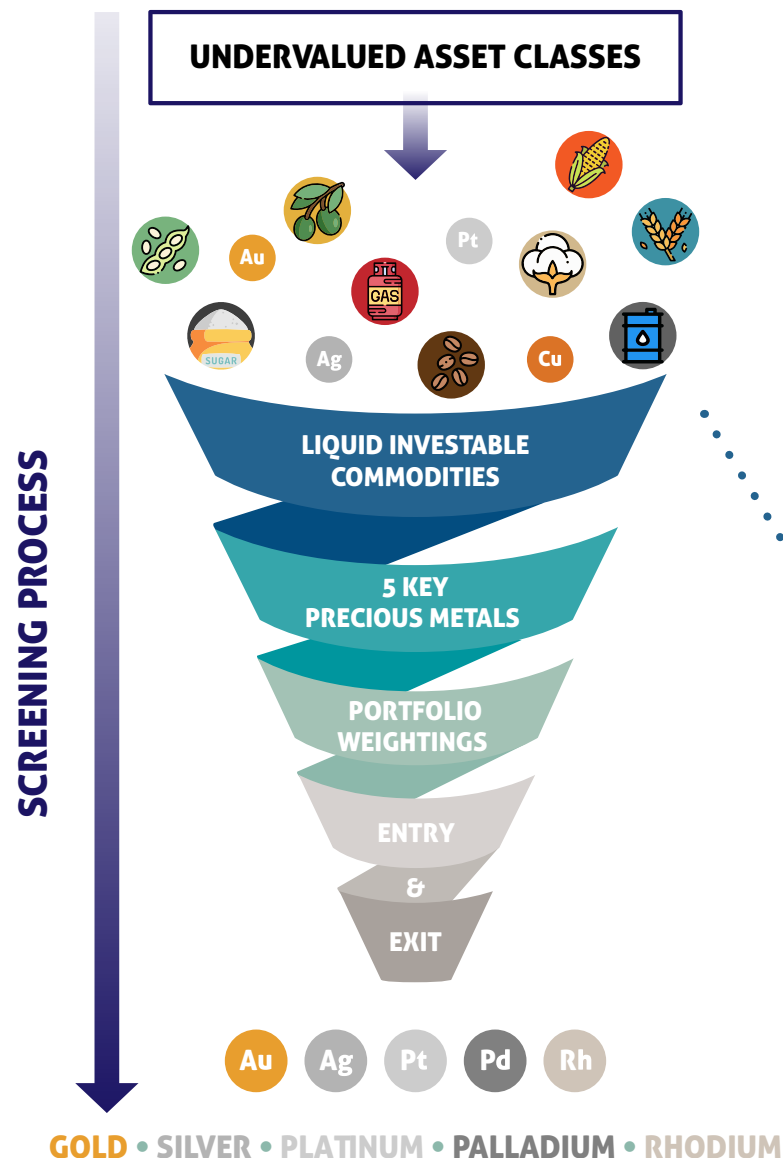 UNDERVALUED ASSET CLASSES
Au
Pt
GAS
SUGAR
Ag
Cu
LIQUID INVESTABLE
COMMODITIES
5 KEY
PRECIOUS METALS
PORTFOLIO
WEIGHTINGS
ENTRY
&
EXIT
SCREENING PROCESS
Au Ag Pt Pd Rh
GOLD • SILVER • PLATINUM • PALLADIUM • RHODIUM